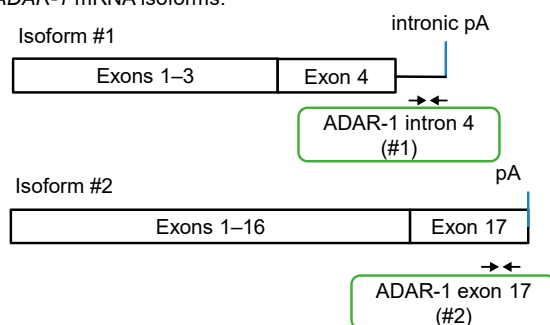 ADAR-1 mRNA isoforms.
intronic pA
Isoform #1
Exons 1–3
Exon 4
ADAR-1 intron 4
(#1)
pA
Isoform #2
Exons 1–16
Exon 17
ADAR-1 exon 17
(#2)